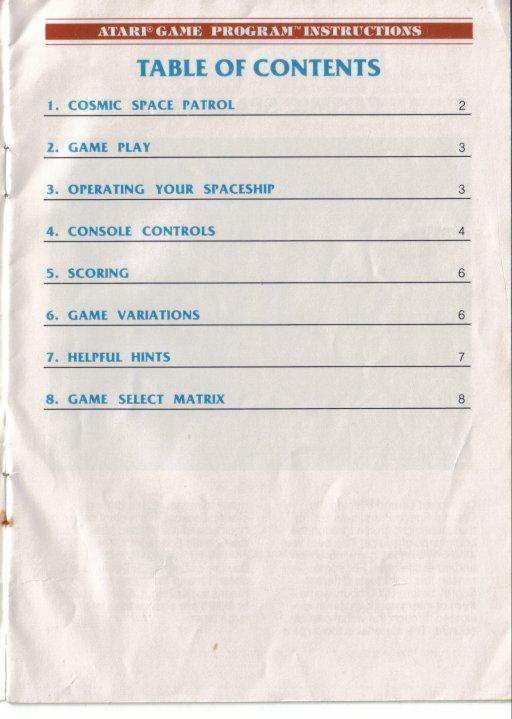 ATARI® GAME PROGRAM™ INSTRUCTIONS
TABLE OF CONTENTS
1. COSMIC SPACE PATROL 2
2. GAME PLAY 3
3. OPERATING YOUR SPACESHIP 3
4. CONSOLE CONTROLS 4
5. SCORING 6
6. GAME VARIATIONS 6
7. HELPFUL HINTS 7
8. GAME SELECT MATRIX 8